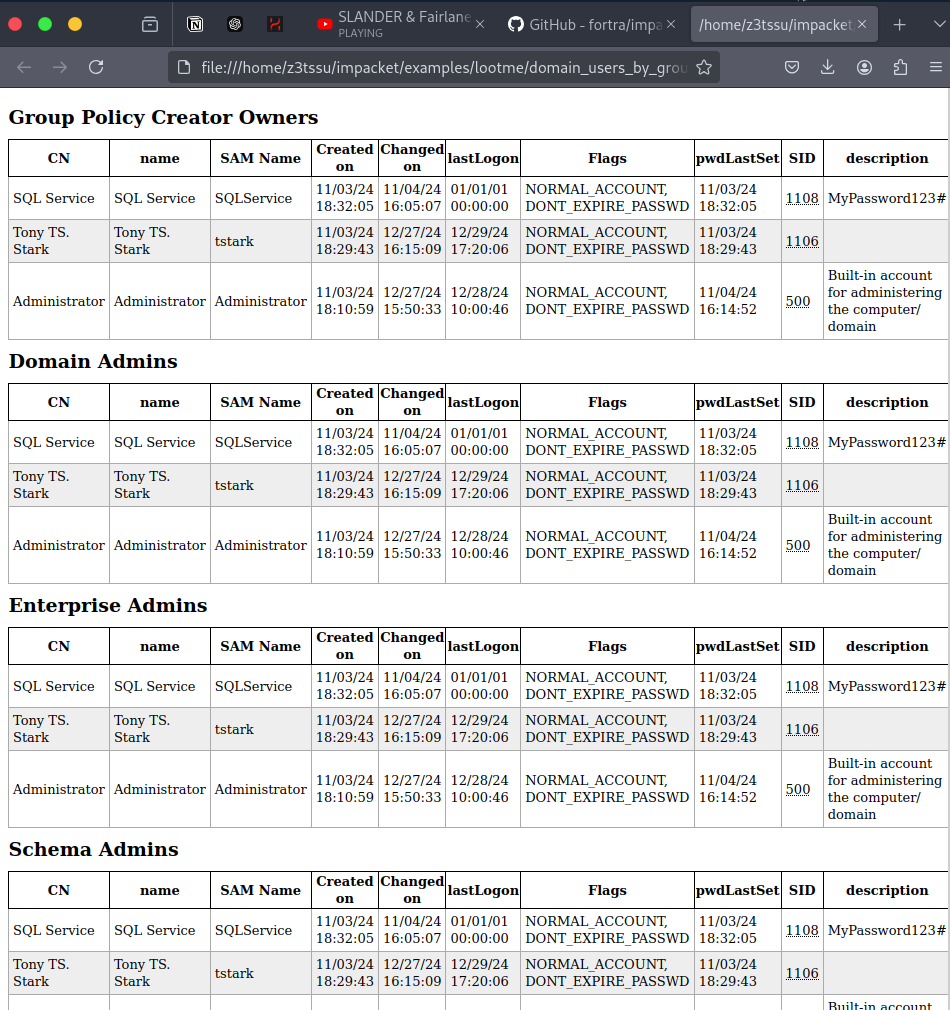 SLANDER & Fairlane
PLAYING
GitHub - fortra/impa
/home/z3tssu/impacket
file:///home/z3tssu/impacket/examples/lootme/domain_users_by_grou
Group Policy Creator Owners
CN name SAM Name Created on Changed on lastLogon Flags pwdLastSet SID description
SQL Service SQL Service SQLService 11/03/24 18:32:05 11/04/24 16:05:07 01/01/01 00:00:00 NORMAL_ACCOUNT, DONT_EXPIRE_PASSWD 11/03/24 18:32:05 1108 MyPassword123#
Tony TS. Stark Tony TS. Stark tstark 11/03/24 18:29:43 12/27/24 16:15:09 12/29/24 17:20:06 NORMAL_ACCOUNT, DONT_EXPIRE_PASSWD 11/03/24 18:29:43 1106
Administrator Administrator Administrator 11/03/24 18:10:59 12/27/24 15:50:33 12/28/24 10:00:46 NORMAL_ACCOUNT, DONT_EXPIRE_PASSWD 11/04/24 16:14:52 500 Built-in account for administering the computer/ domain
Domain Admins
CN name SAM Name Created on Changed on lastLogon Flags pwdLastSet SID description
SQL Service SQL Service SQLService 11/03/24 18:32:05 11/04/24 16:05:07 01/01/01 00:00:00 NORMAL_ACCOUNT, DONT_EXPIRE_PASSWD 11/03/24 18:32:05 1108 MyPassword123#
Tony TS. Stark Tony TS. Stark tstark 11/03/24 18:29:43 12/27/24 16:15:09 12/29/24 17:20:06 NORMAL_ACCOUNT, DONT_EXPIRE_PASSWD 11/03/24 18:29:43 1106
Administrator Administrator Administrator 11/03/24 18:10:59 12/27/24 15:50:33 12/28/24 10:00:46 NORMAL_ACCOUNT, DONT_EXPIRE_PASSWD 11/04/24 16:14:52 500 Built-in account for administering the computer/ domain
Enterprise Admins
CN name SAM Name Created on Changed on lastLogon Flags pwdLastSet SID description
SQL Service SQL Service SQLService 11/03/24 18:32:05 11/04/24 16:05:07 01/01/01 00:00:00 NORMAL_ACCOUNT, DONT_EXPIRE_PASSWD 11/03/24 18:32:05 1108 MyPassword123#
Tony TS. Stark Tony TS. Stark tstark 11/03/24 18:29:43 12/27/24 16:15:09 12/29/24 17:20:06 NORMAL_ACCOUNT, DONT_EXPIRE_PASSWD 11/03/24 18:29:43 1106
Administrator Administrator Administrator 11/03/24 18:10:59 12/27/24 15:50:33 12/28/24 10:00:46 NORMAL_ACCOUNT, DONT_EXPIRE_PASSWD 11/04/24 16:14:52 500 Built-in account for administering the computer/ domain
Schema Admins
CN name SAM Name Created on Changed on lastLogon Flags pwdLastSet SID description
SQL Service SQL Service SQLService 11/03/24 18:32:05 11/04/24 16:05:07 01/01/01 00:00:00 NORMAL_ACCOUNT, DONT_EXPIRE_PASSWD 11/03/24 18:32:05 1108 MyPassword123#
Tony TS. Stark Tony TS. Stark tstark 11/03/24 18:29:43 12/27/24 16:15:09 12/29/24 17:20:06 NORMAL_ACCOUNT, DONT_EXPIRE_PASSWD 11/03/24 18:29:43 1106
Built-in account